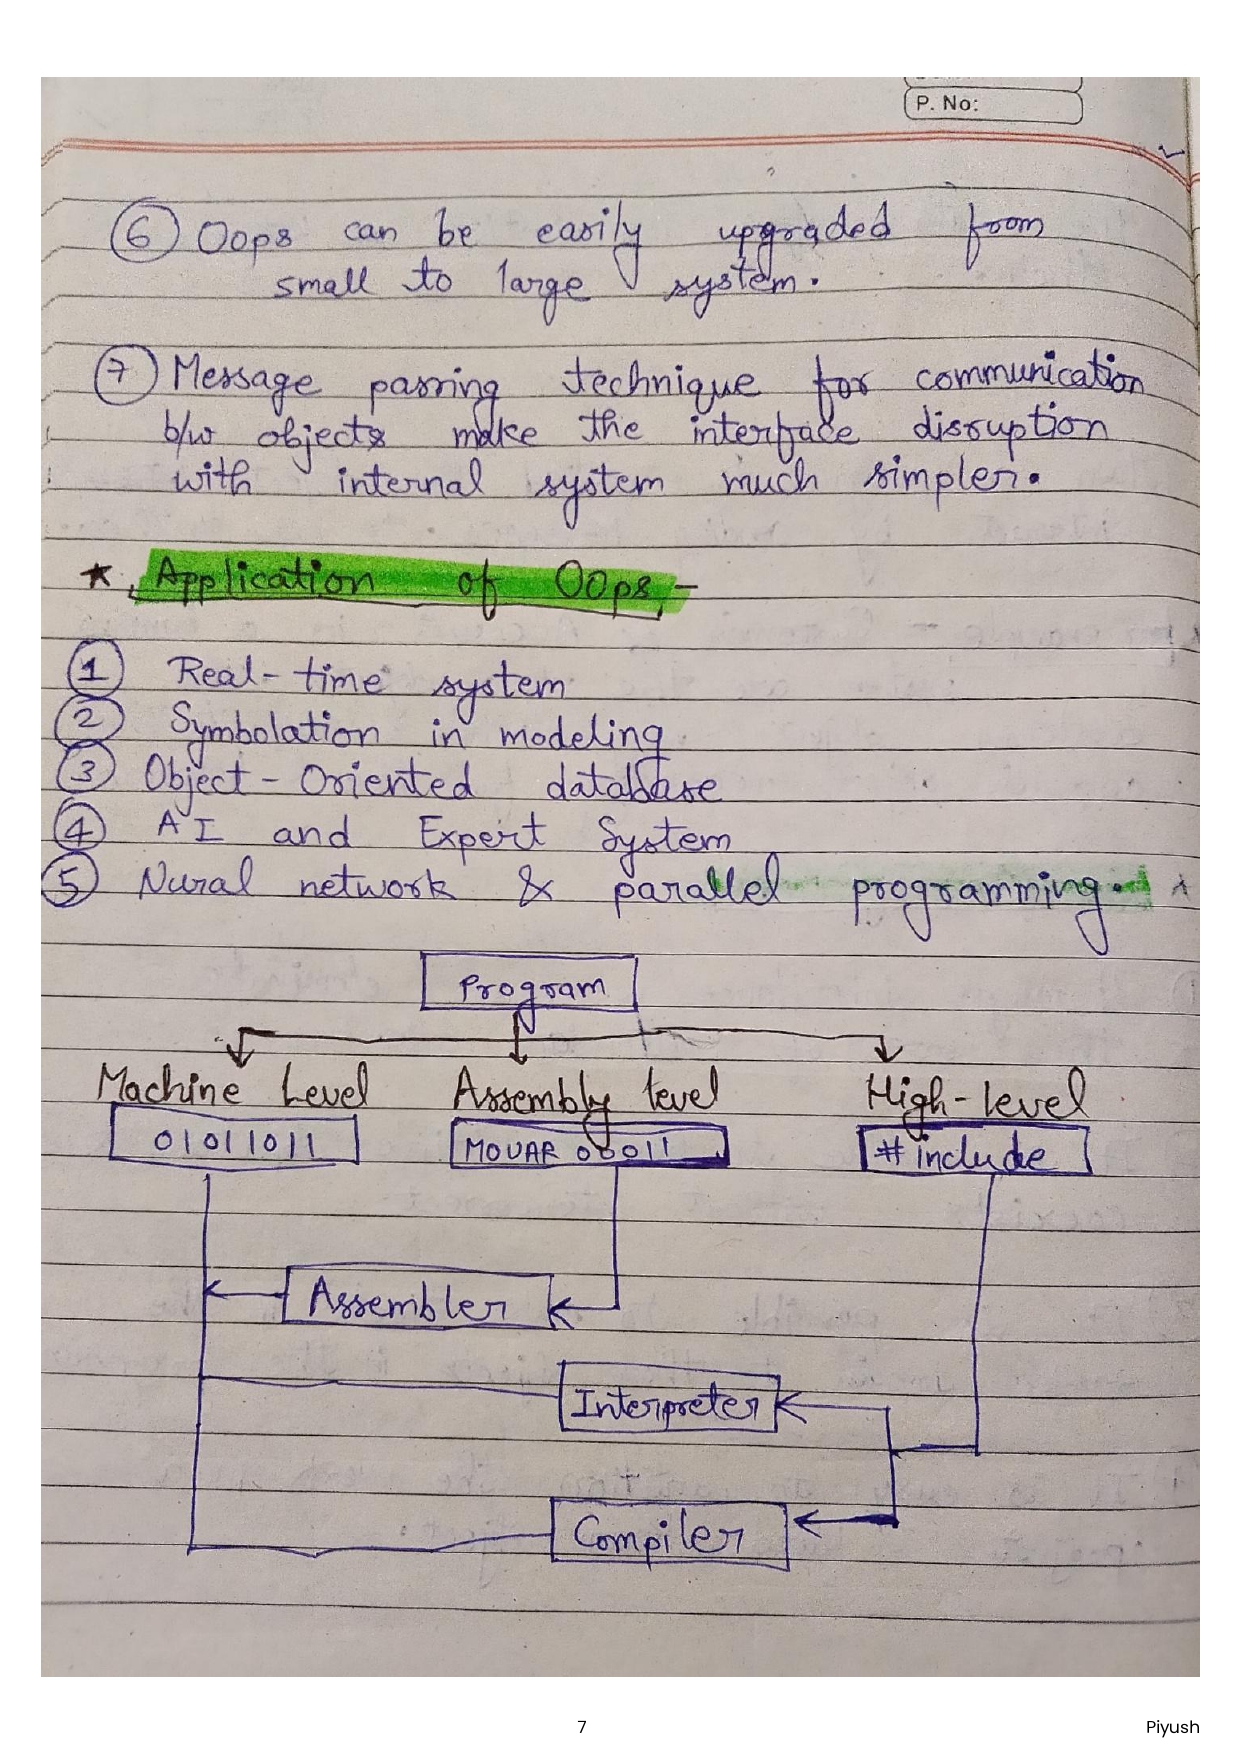 P. No:
6 Oops can be easily upgraded from
small to large system.
7 Message passing technique for communication
b/w objects make the interface disruption
with internal system much simpler.
* Application of OOps,-
1 Real-time system
2 Symbolation in modeling
3 Object-Oriented database
4 AI and Expert System
5 Nural network & parallel programming.
Program
Machine Level Assembly level High-level
01011011 MOVAR 00011 #include
Assembler
Interpreter
Compiler
7 Piyush